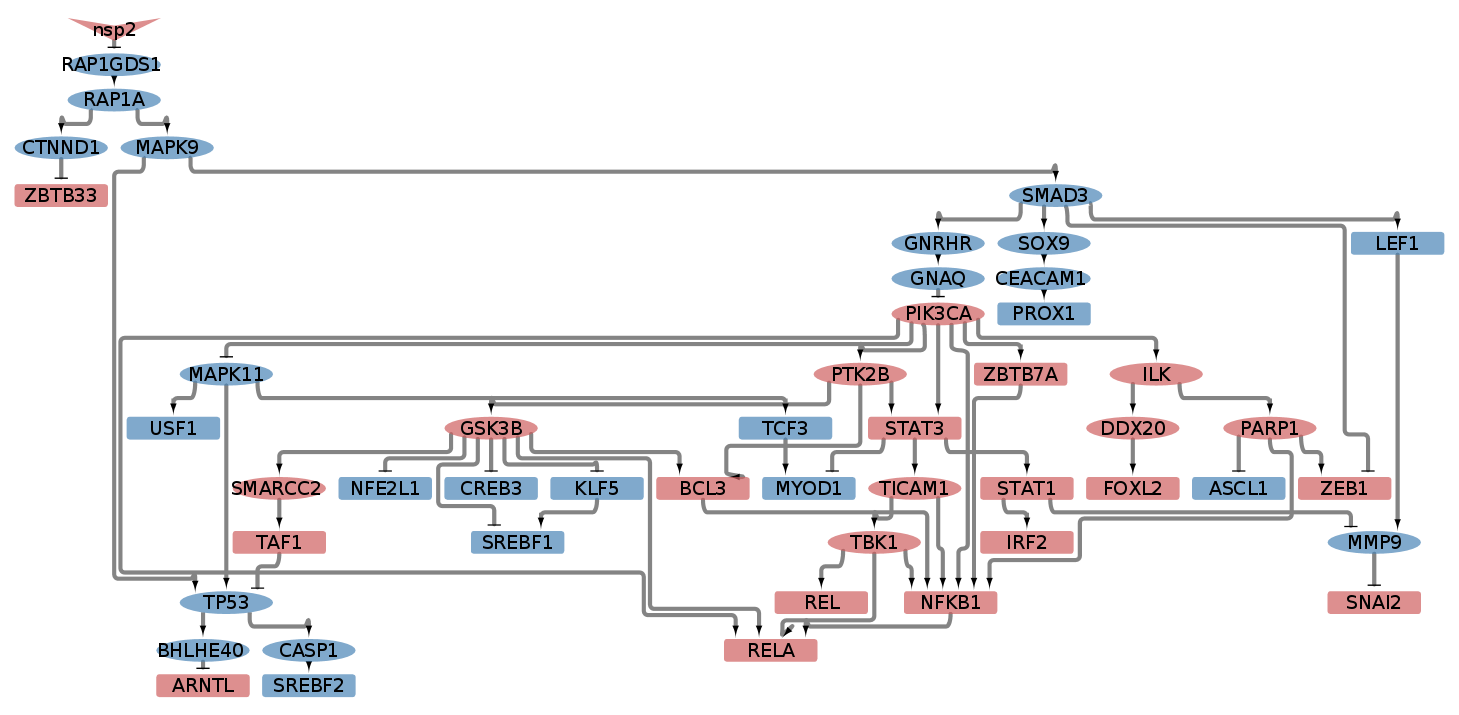 nsp2
RAP1GDS1
RAP1A
CTNND1 MAPK9
ZBTB33 SMAD3
GNRHR SOX9 LEF1
GNAQ CEACAM1
PIK3CA PROX1
MAPK11 PTK2B ZBTB7A ILK
USF1 GSK3B TCF3 STAT3 DDX20 PARP1
SMARCC2 NFE2L1 CREB3 KLF5 BCL3 MYOD1 TICAM1 STAT1 FOXL2 ASCL1 ZEB1
TAF1 SREBF1 TBK1 IRF2 MMP9
TP53 REL NFKB1 SNAI2
BHLHE40 CASP1 RELA
ARNTL SREBF2